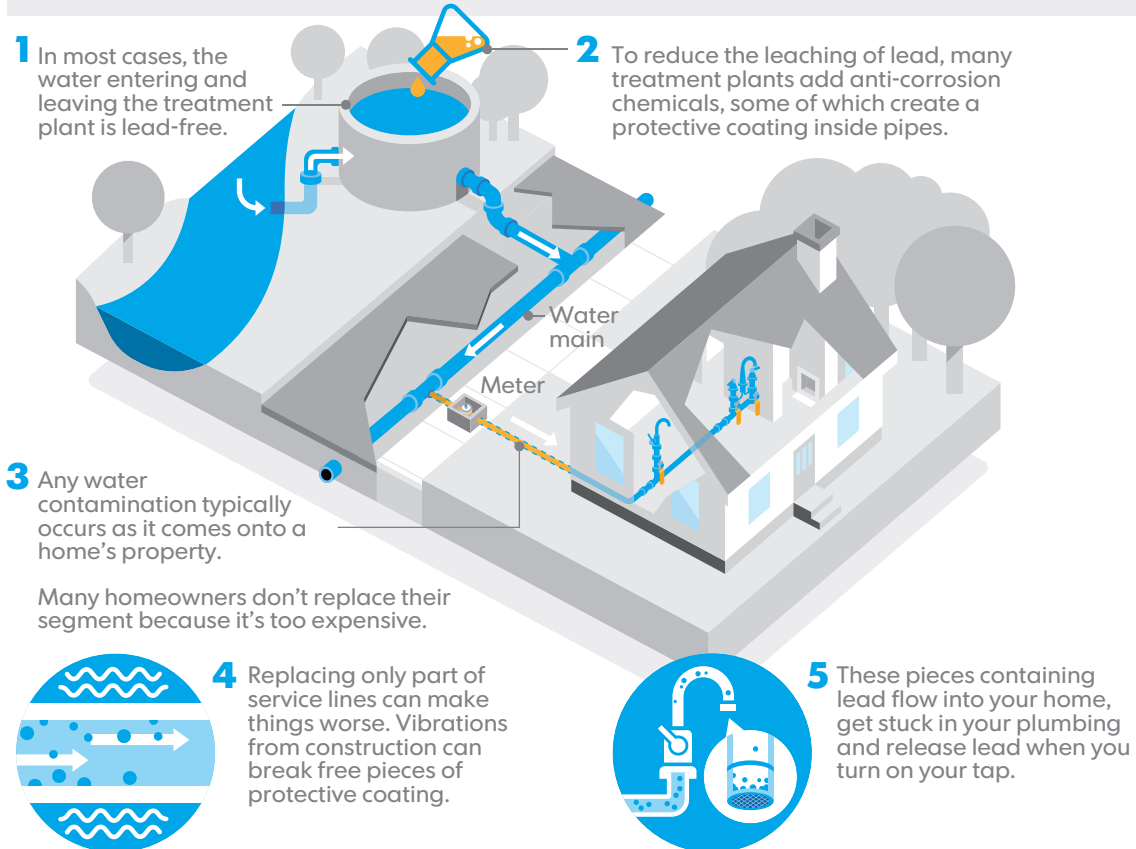 1 In most cases, the
water entering and
leaving the treatment
plant is lead-free.
2 To reduce the leaching of lead, many
treatment plants add anti-corrosion
chemicals, some of which create a
protective coating inside pipes.
Water
main
Meter
3 Any water
contamination typically
occurs as it comes onto a
home’s property.
Many homeowners don’t replace their
segment because it’s too expensive.
4 Replacing only part of
service lines can make
things worse. Vibrations
from construction can
break free pieces of
protective coating.
5 These pieces containing
lead flow into your home,
get stuck in your plumbing
and release lead when you
turn on your tap.